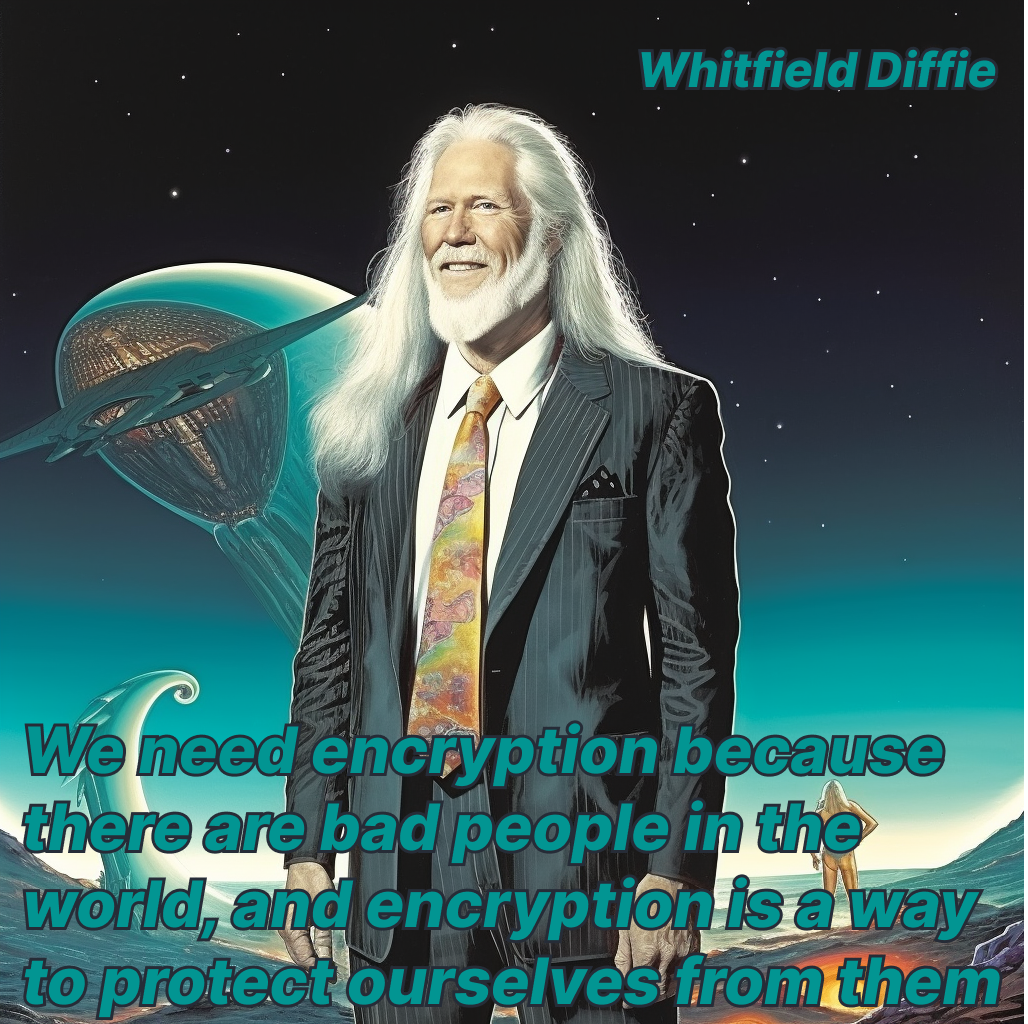 Whitfield Diffie
We need encryption because
there are bad people in the
world, and encryption is a way
to protect ourselves from them